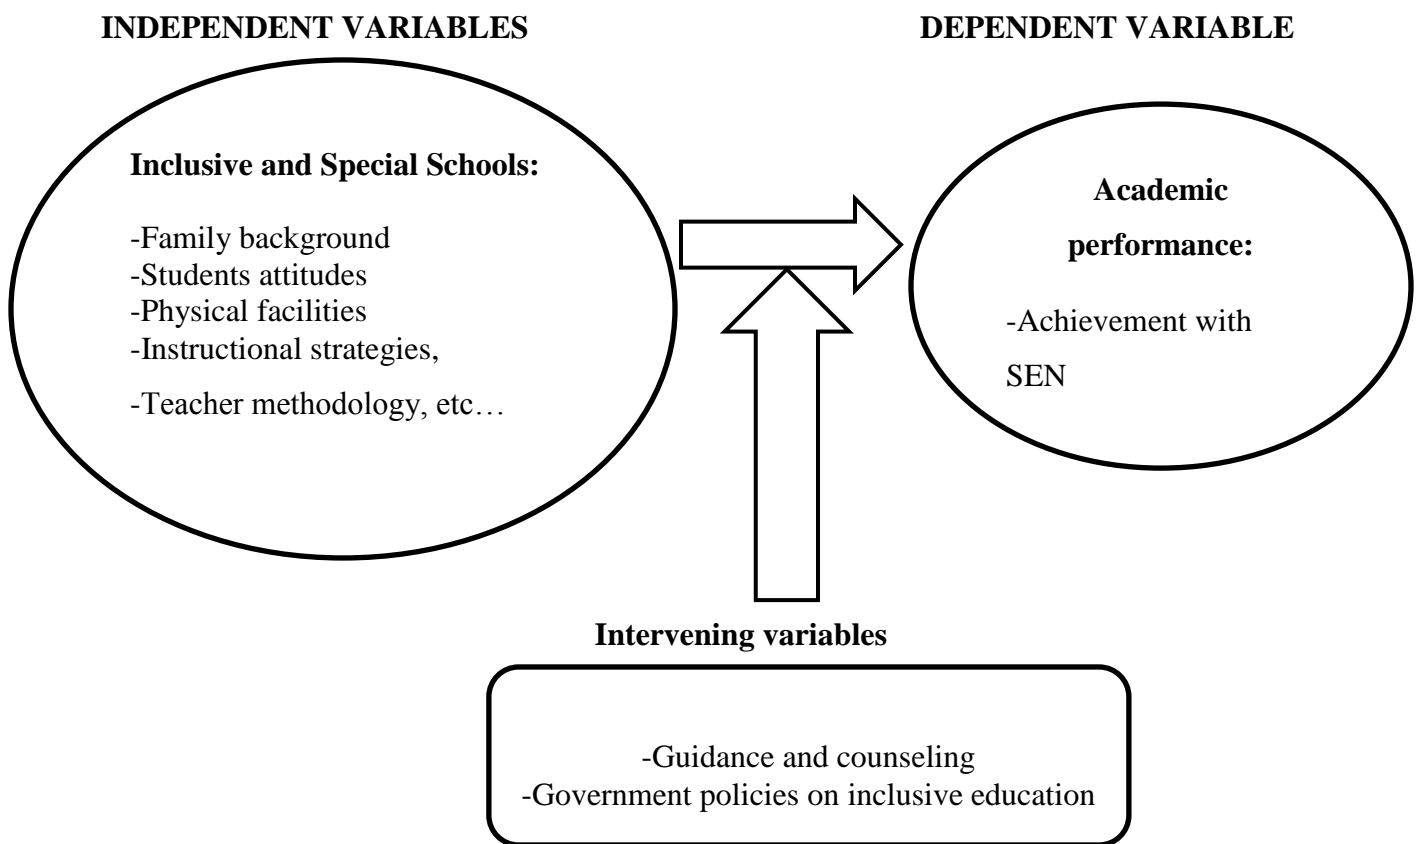 INDEPENDENT VARIABLES
DEPENDENT VARIABLE
Inclusive and Special Schools:
-Family background
-Students attitudes
-Physical facilities
-Instructional strategies,
-Teacher methodology, etc…
Academic
performance:
-Achievement with
SEN
Intervening variables
-Guidance and counseling
-Government policies on inclusive education